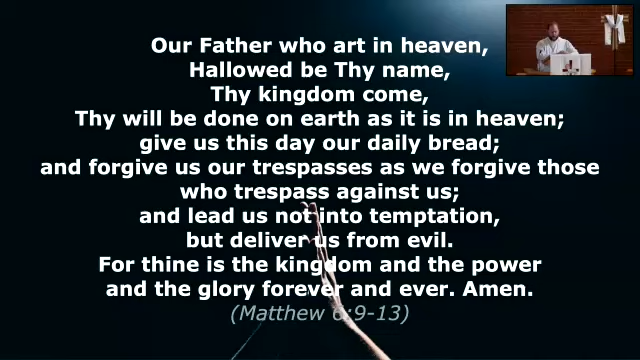 Our Father who art in heaven,
Hallowed be Thy name,
Thy kingdom come,
Thy will be done on earth as it is in heaven;
give us this day our daily bread;
and forgive us our trespasses as we forgive those
who trespass against us;
and lead us not into temptation,
but deliver us from evil.
For thine is the kingdom and the power
and the glory forever and ever. Amen.
(Matthew 6:9-13)